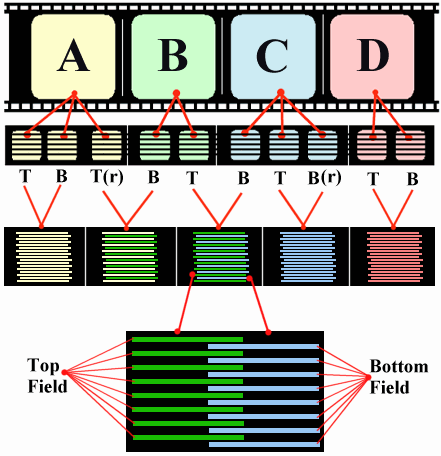 A B C D
T B T(r) B T B T B(r) T B
Top Bottom
Field Field